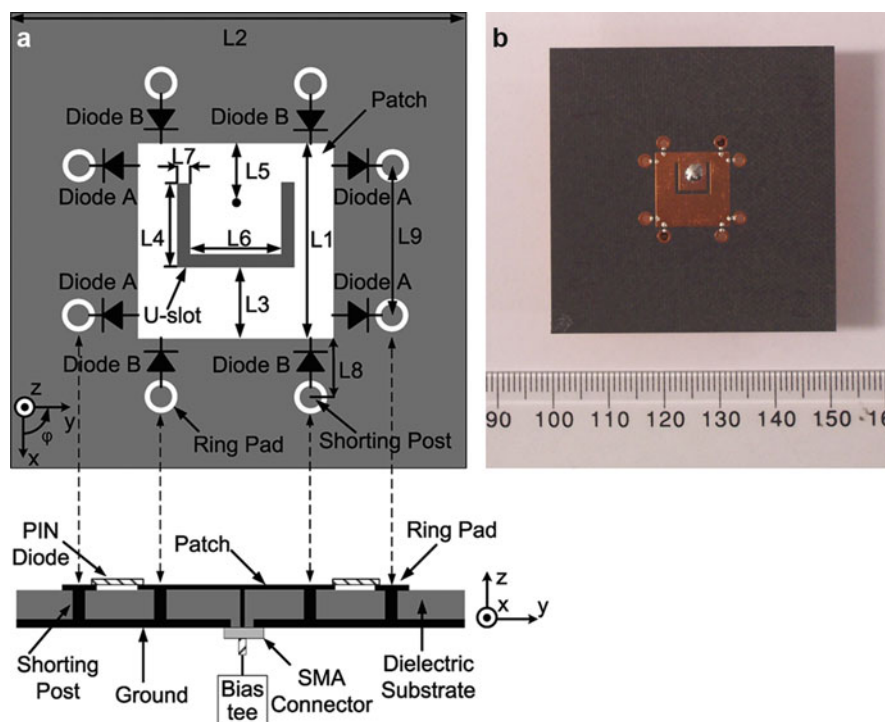 a
L2
b
Diode B
Diode B
Patch
L7
L5
Diode A
Diode A
L4
L6
L1
L9
Diode A
Diode A
U-slot
L3
Diode B
Diode B
L8
z
y
φ
x
Ring Pad
Shorting Post
90 100 110 120 130 140 150 16
PIN
Diode
Patch
Ring Pad
z
x
y
Shorting
Post
Ground
Bias
tee
SMA
Connector
Dielectric
Substrate